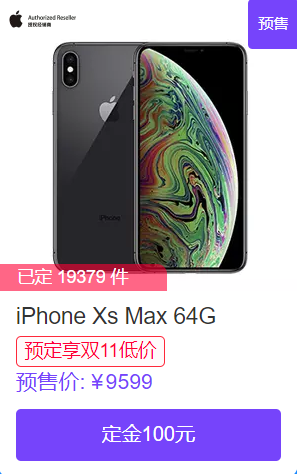 Authorized Reseller
授权经销商
预售
iPhone
已定 19379 件
iPhone Xs Max 64G
预定享双11低价
预售价: ￥9599
定金100元